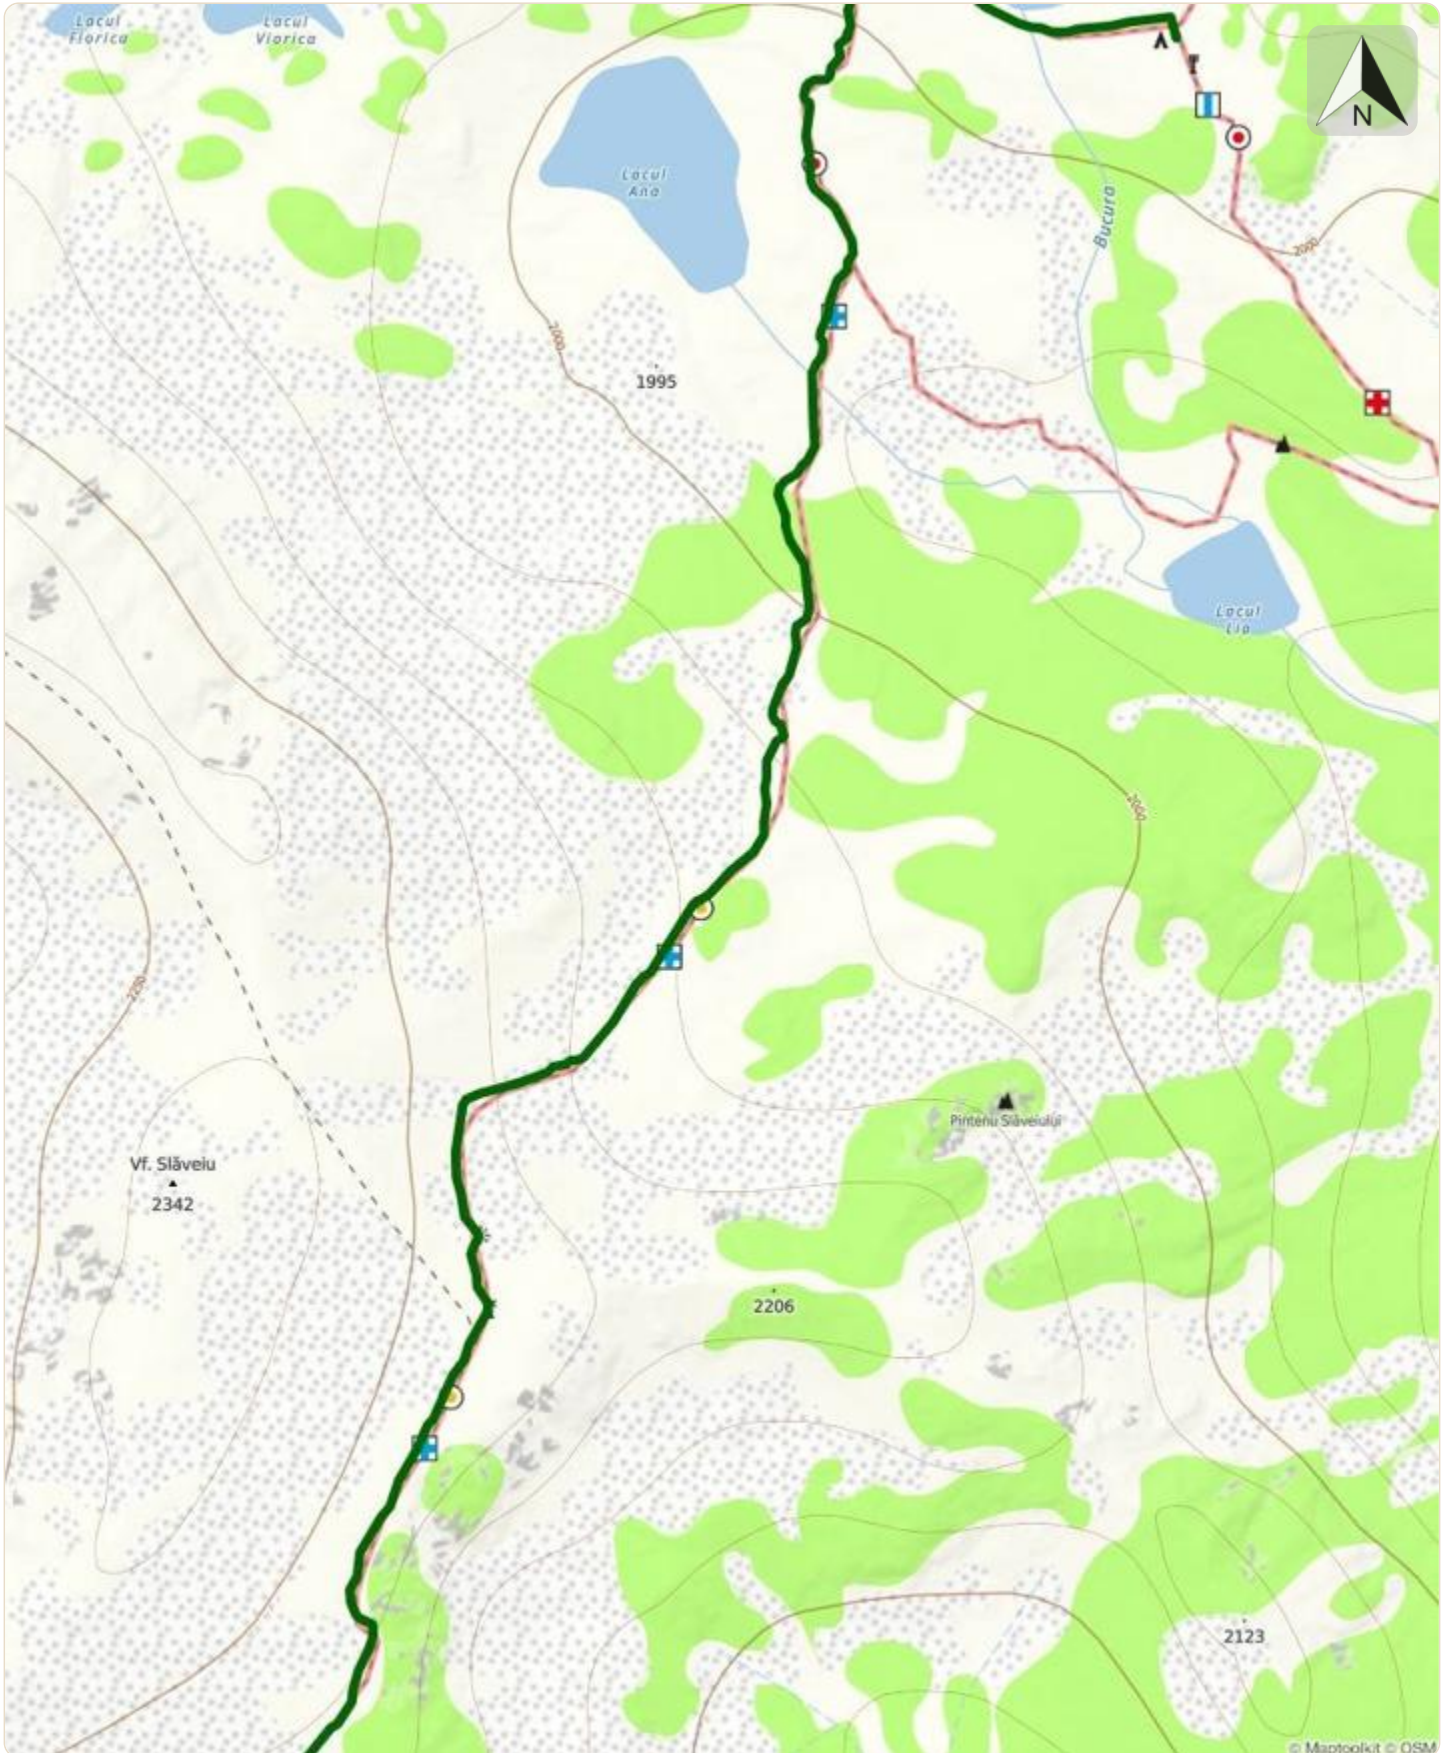 Lacul
Florica
Lacul
Viorica
N
Lacul
Ana
Bucura
2000
2000
1995
Lacul
Lia
2000
2200
Pintenu Slăveiului
Vf. Slăveiu
2342
2206
2123
© Maptoolkit © OSM